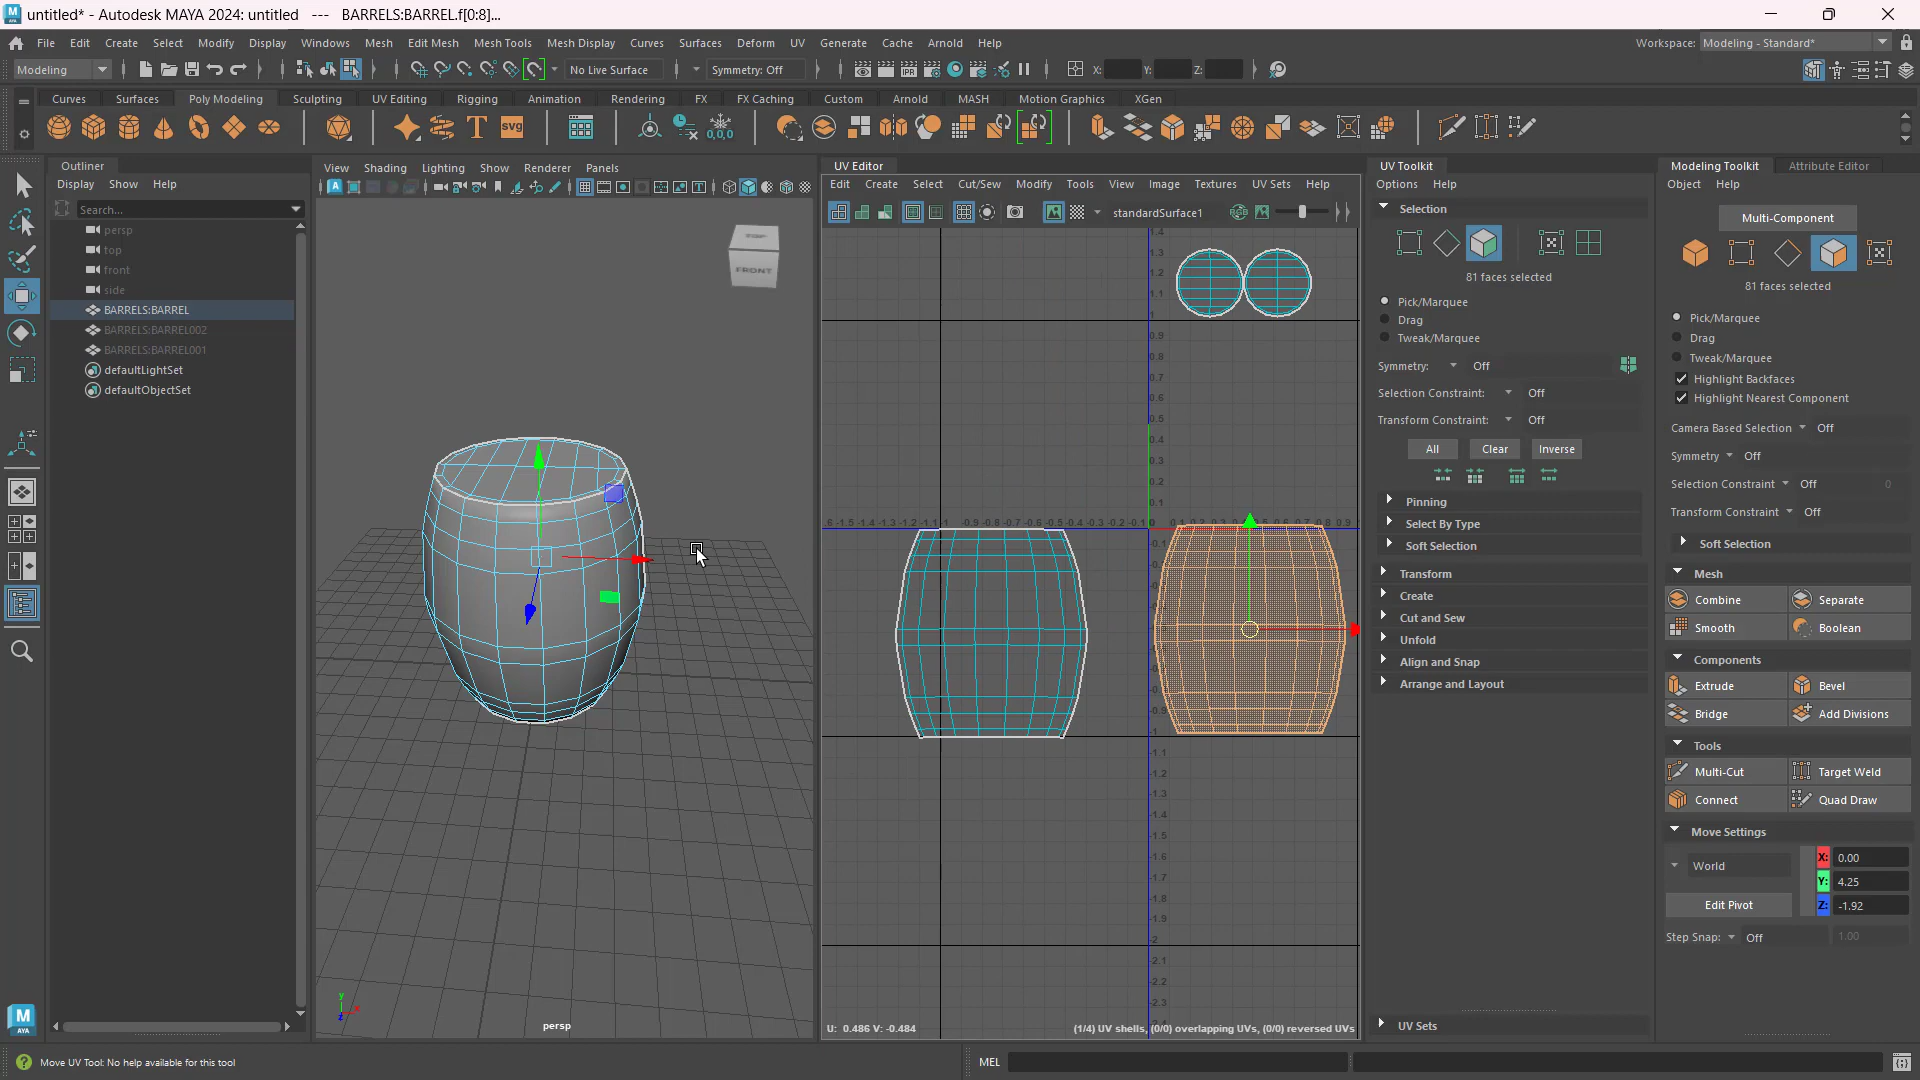 untitled* - Autodesk MAYA 2024: untitled   ---   BARRELS:BARREL.f[0:8]...
File Edit Create Select Modify Display Windows Mesh Edit Mesh Mesh Tools Mesh Display Curves Surfaces Deform UV Generate Cache Arnold Help
Workspace: Modeling - Standard*
Modeling No Live Surface Symmetry: Off X: Y: Z:
Curves Surfaces Poly Modeling Sculpting UV Editing Rigging Animation Rendering FX FX Caching Custom Arnold MASH Motion Graphics XGen
Outliner
Display Show Help
Search...
persp
top
front
side
BARRELS:BARREL
BARRELS:BARREL002
BARRELS:BARREL001
defaultLightSet
defaultObjectSet
View Shading Lighting Show Renderer Panels
TOP
FRONT
persp
UV Editor
Edit Create Select Cut/Sew Modify Tools View Image Textures UV Sets Help
standardSurface1
U: 0.486 V: -0.484
(1/4) UV shells, (0/0) overlapping UVs, (0/0) reversed UVs
UV Toolkit
Options Help
Selection
81 faces selected
Pick/Marquee
Drag
Tweak/Marquee
Symmetry: Off
Selection Constraint: Off
Transform Constraint: Off
All Clear Inverse
Pinning
Select By Type
Soft Selection
Transform
Create
Cut and Sew
Unfold
Align and Snap
Arrange and Layout
UV Sets
Modeling Toolkit Attribute Editor
Object Help
Multi-Component
81 faces selected
Pick/Marquee
Drag
Tweak/Marquee
Highlight Backfaces
Highlight Nearest Component
Camera Based Selection Off
Symmetry Off
Selection Constraint Off 0
Transform Constraint Off
Soft Selection
Mesh
Combine Separate
Smooth Boolean
Components
Extrude Bevel
Bridge Add Divisions
Tools
Multi-Cut Target Weld
Connect Quad Draw
Move Settings
World X: 0.00
Y: 4.25
Edit Pivot Z: -1.92
Step Snap: Off 1.00
Move UV Tool: No help available for this tool
MEL